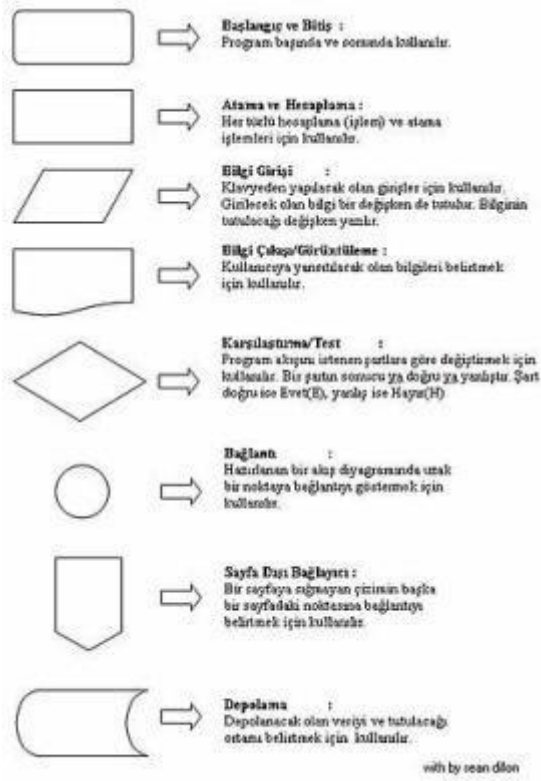 Başlangıç ve Bitiş :
Program başında ve sonunda kullanılır.
Atama ve Hesaplama :
Her türlü hesaplama (işlem) ve atama
işlemleri için kullanılır.
Bilgi Girişi :
Klavyeden yapılacak olan girişler için kullanılır.
Girilecek olan bilgi bir değişken de tutulur. Bilginin
tutulacağı değişken yazılır.
Bilgi Çıkışı/Görüntüleme :
Kullanıcıya yansıtılacak olan bilgileri belirtmek
için kullanılır.
Karşılaştırma/Test :
Program akışını istenen şartlara göre değiştirmek için
kullanılır. Bir şartın sonucu ya doğru ya yanlıştır. Şart
doğru ise Evet(E), yanlış ise Hayır(H)
Bağlantı :
Hazırlanan bir akış diyagramında uzak
bir noktaya bağlantıyı göstermek için
kullanılır.
Sayfa Dışı Bağlayıcı :
Bir sayfaya sığmayan çizimin başka
bir sayfadaki noktasına bağlantıyı
belirtmek için kullanılır.
Depolama :
Depolanacak olan veriyi ve tutulacağı
ortamı belirtmek için kullanılır.
with by sean dilon